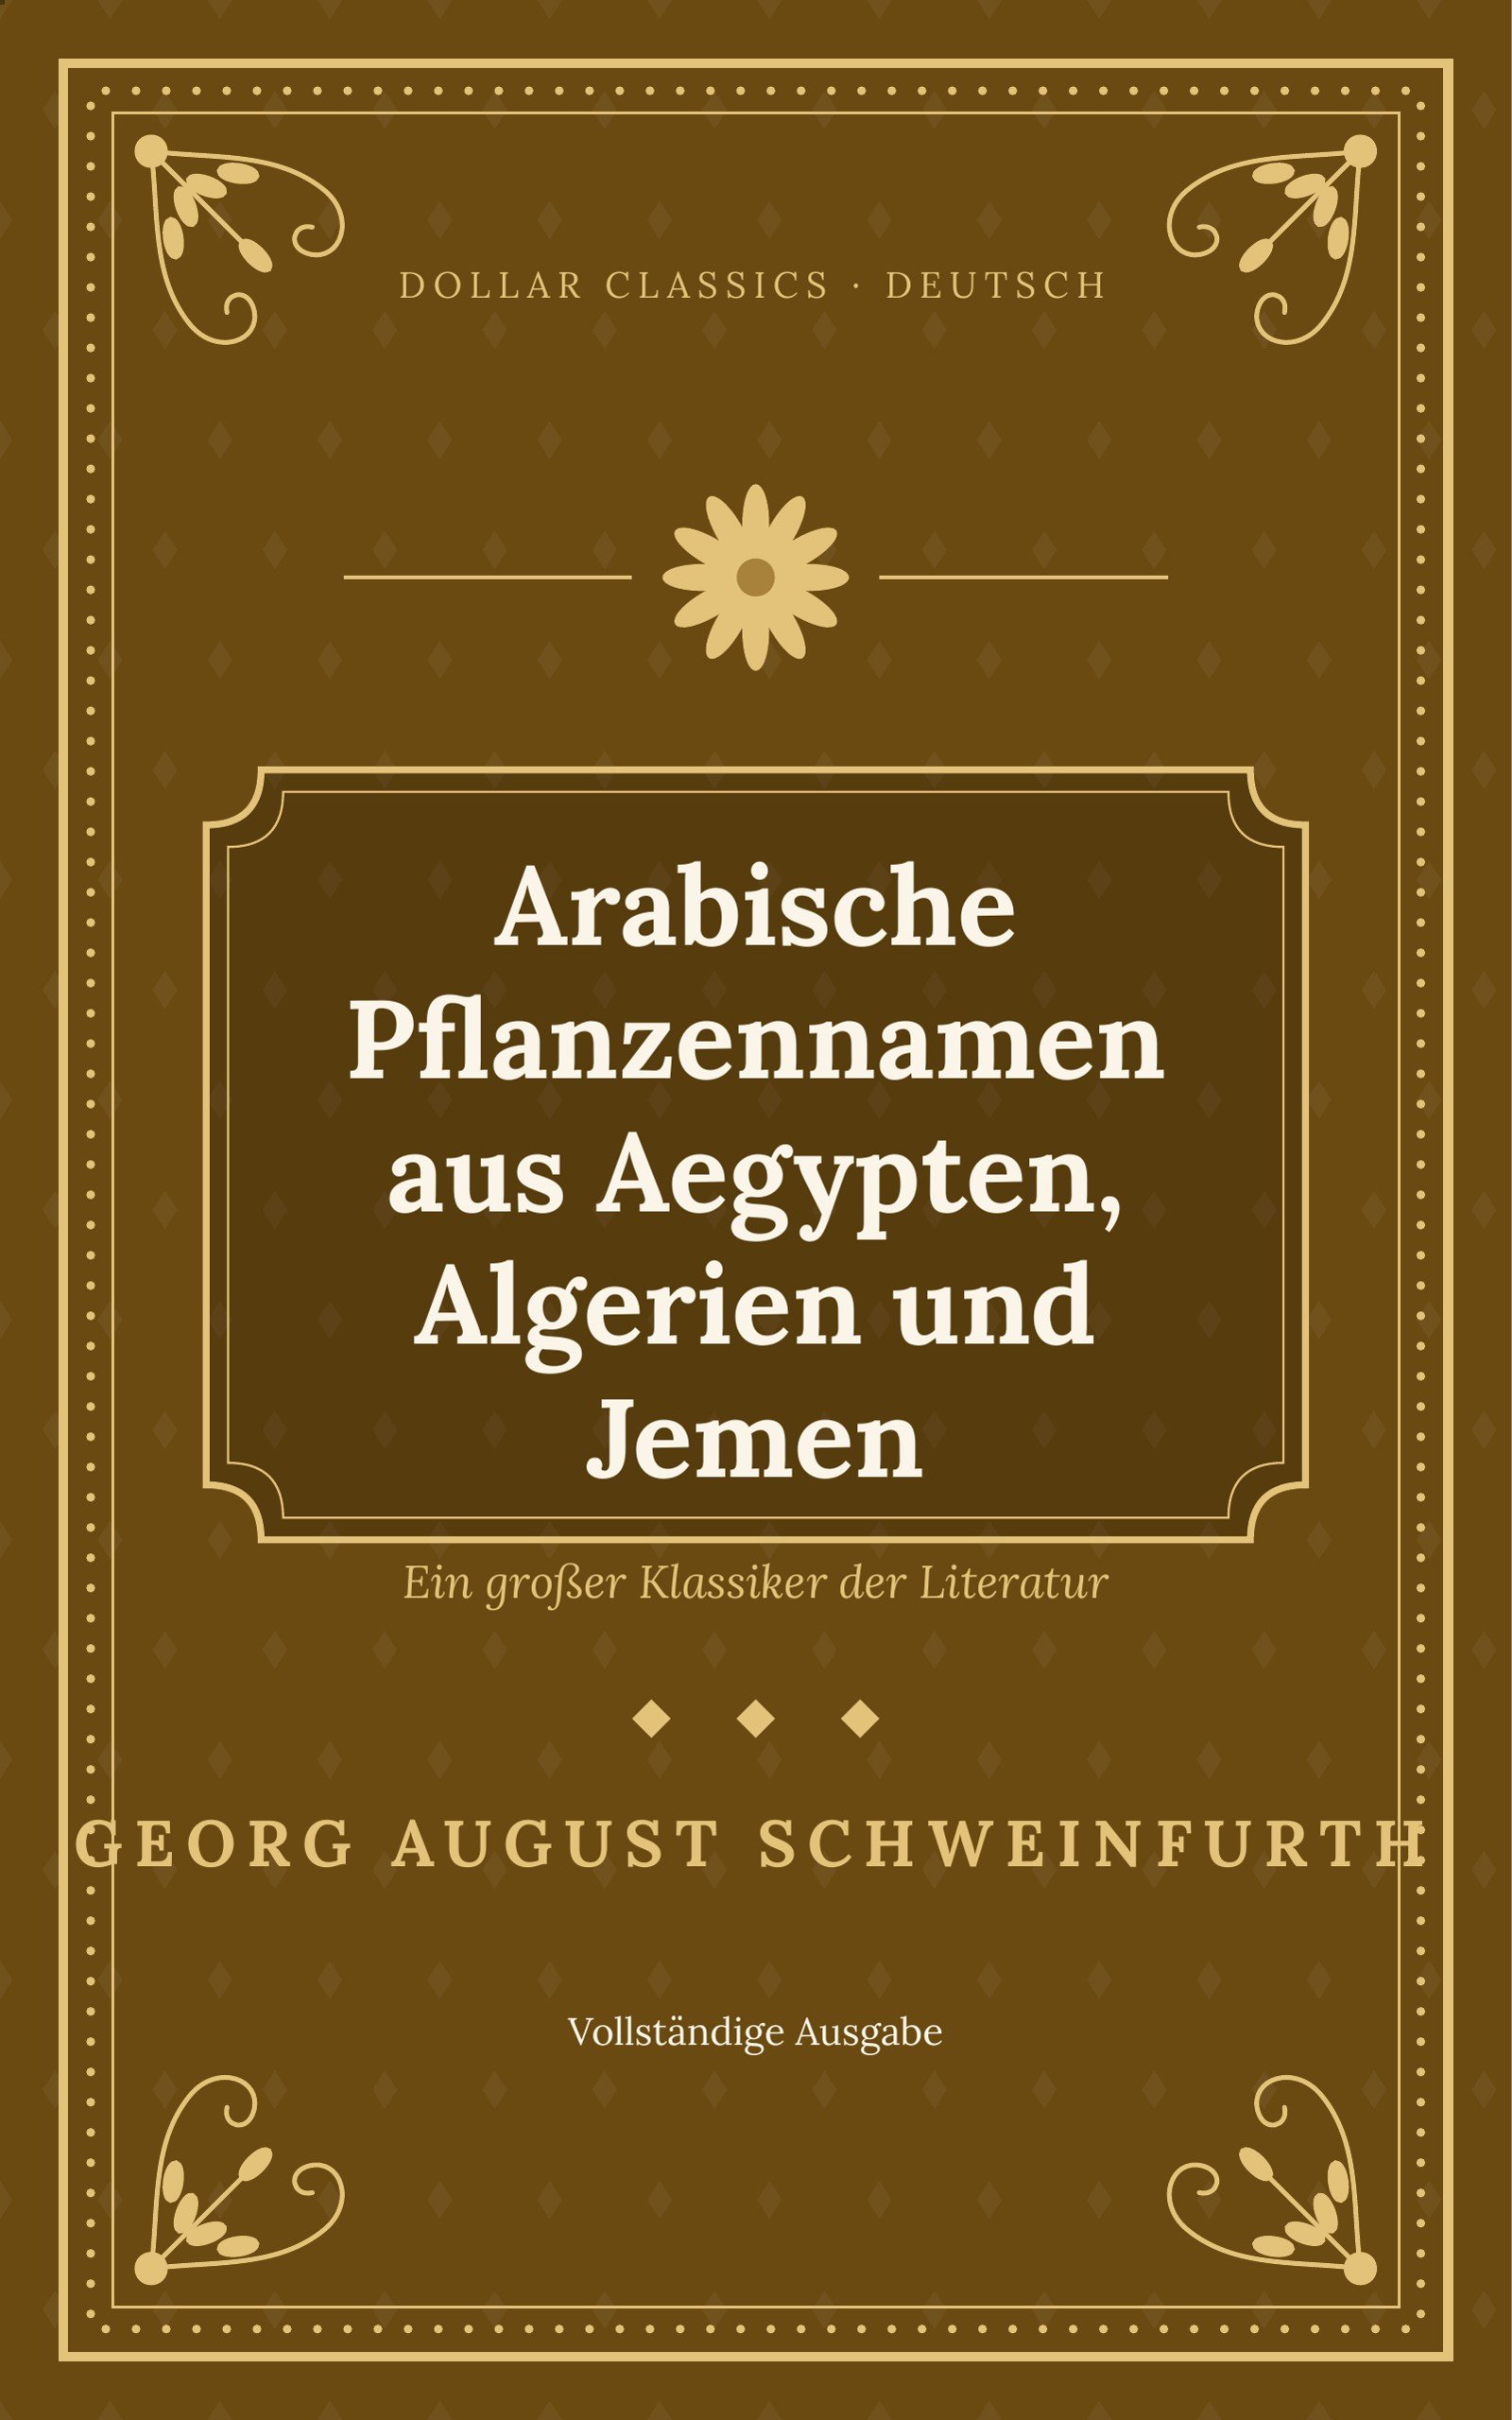 DOLLAR CLASSICS · DEUTSCH
Arabische
Pflanzennamen
aus Aegypten,
Algerien und
Jemen
Ein großer Klassiker der Literatur
GEORG AUGUST SCHWEINFURTH
Vollständige Ausgabe